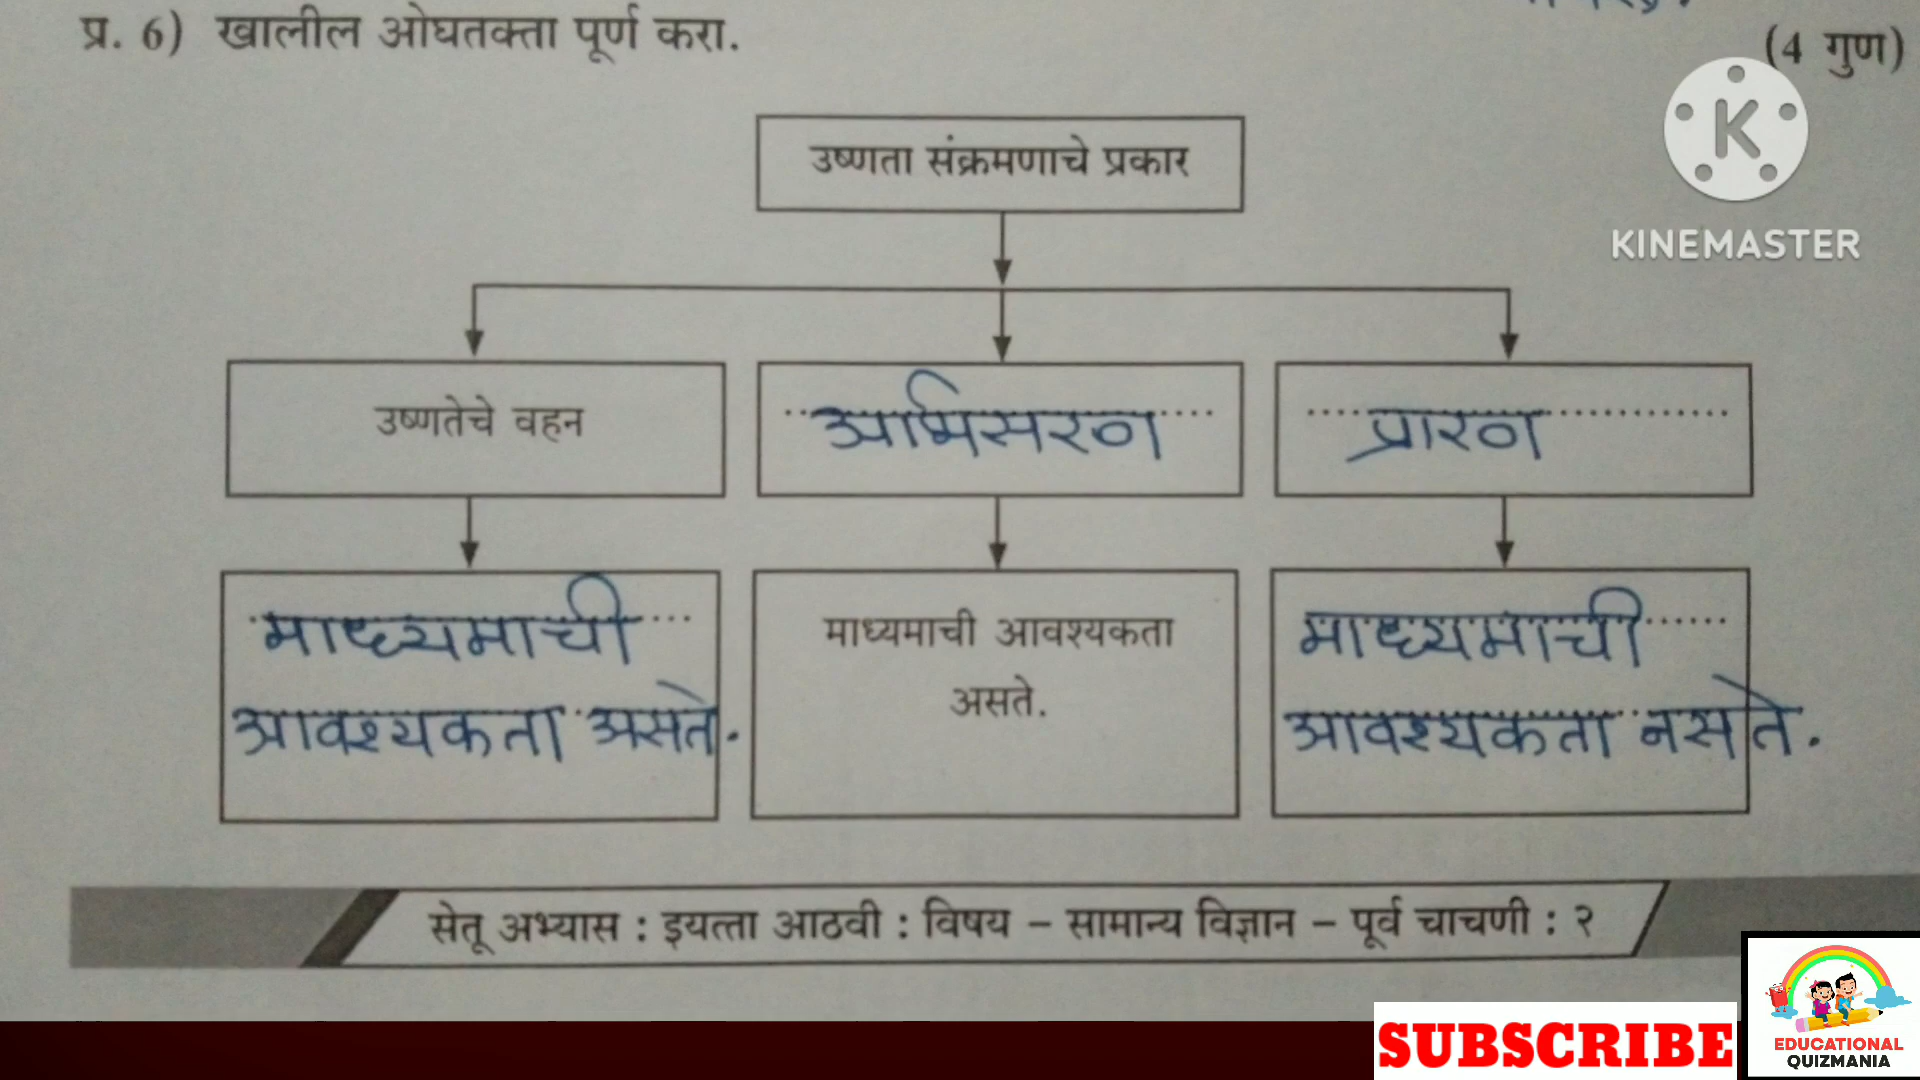 प्र. 6) खालील ओघतक्ता पूर्ण करा.
(4 गुण)
KINEMASTER
उष्णता संक्रमणाचे प्रकार
उष्णतेचे वहन
अभिसरण
प्रारण
माध्यमाची
आवश्यकता असते.
माध्यमाची आवश्यकता
असते.
माध्यमाची
आवश्यकता नसते.
सेतू अभ्यास : इयत्ता आठवी : विषय – सामान्य विज्ञान – पूर्व चाचणी : २
SUBSCRIBE
EDUCATIONAL
QUIZMANIA